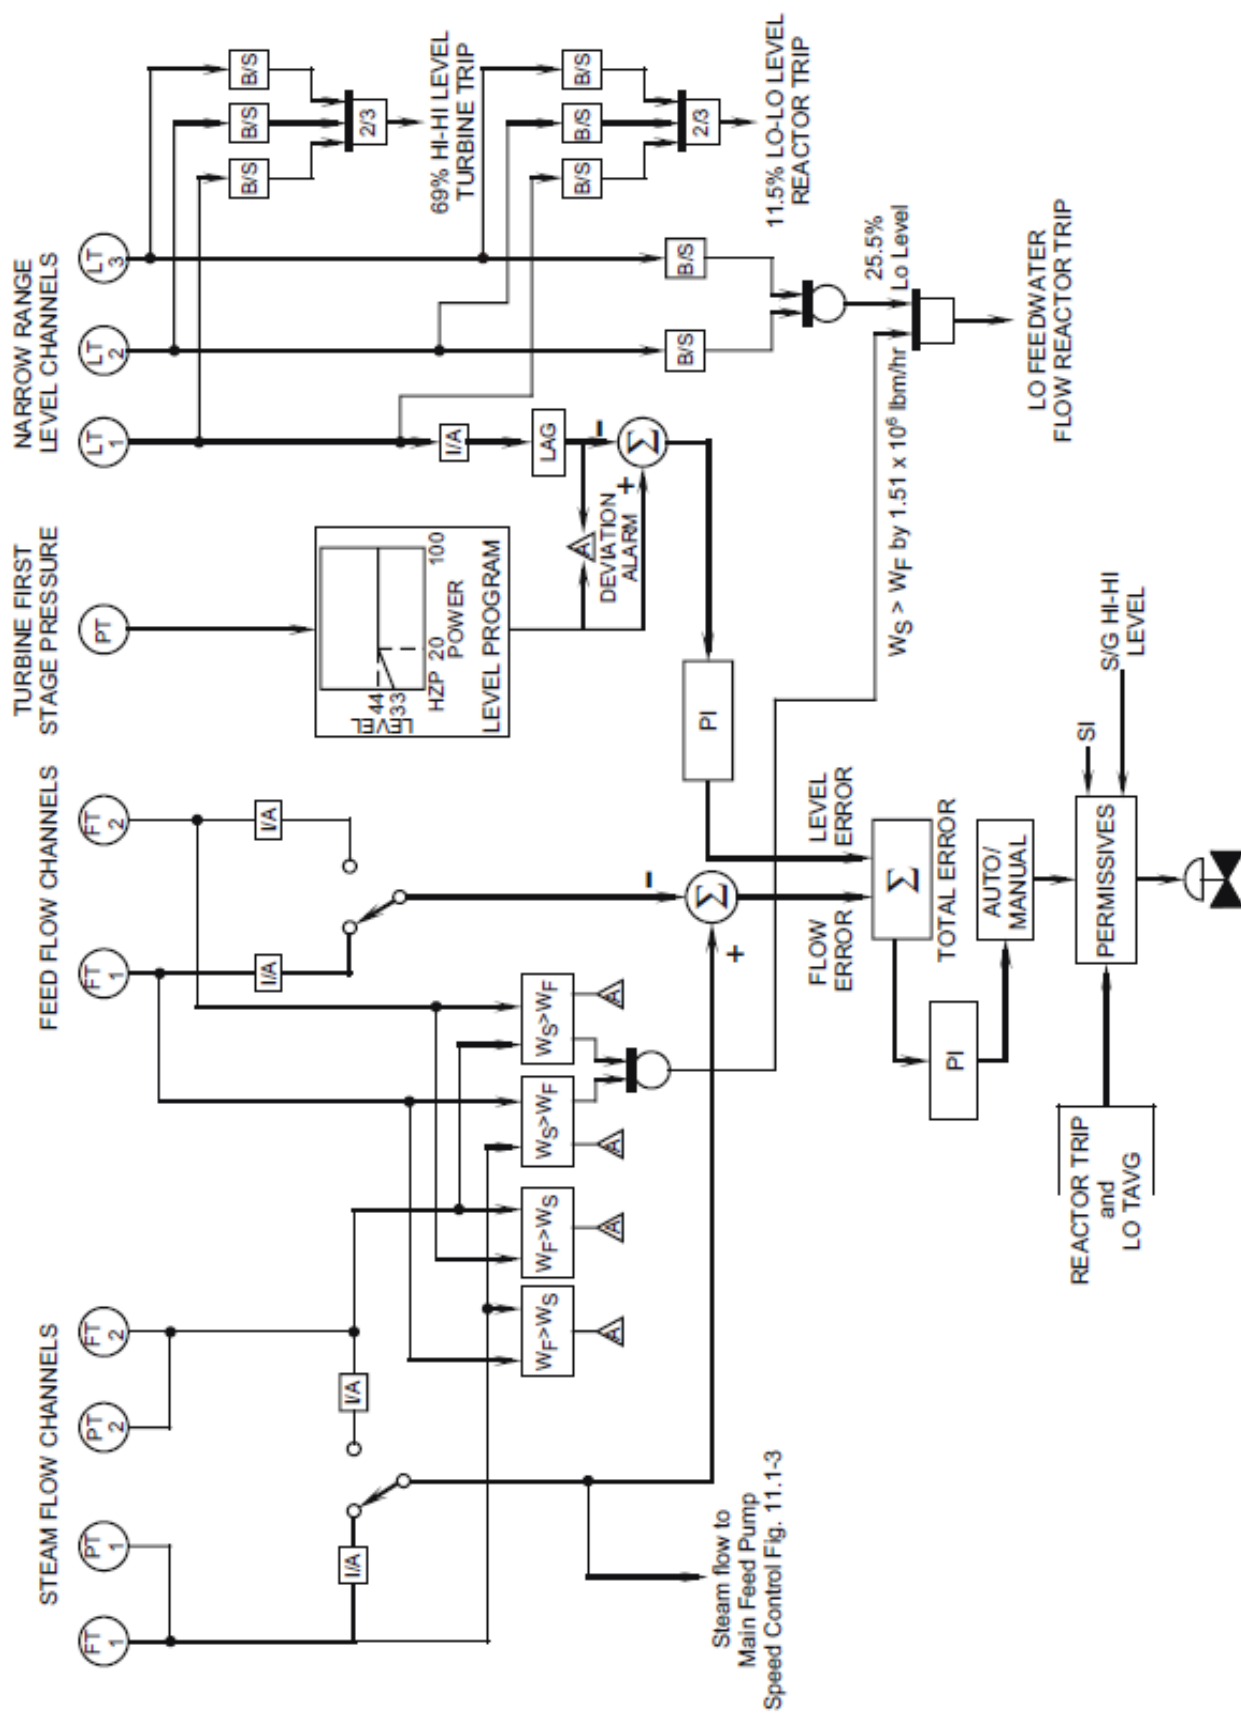 STEAM FLOW CHANNELS
FT
1
PT
1
PT
2
FT
2
FEED FLOW CHANNELS
FT
1
FT
2
TURBINE FIRST
STAGE PRESSURE
PT
NARROW RANGE
LEVEL CHANNELS
LT
1
LT
2
LT
3
I/A
I/A
I/A
I/A
LEVEL
44
33
HZP 20 100
POWER
LEVEL PROGRAM
I/A
LAG
B/S
B/S
B/S
2/3
69% HI-HI LEVEL
TURBINE TRIP
B/S
B/S
B/S
2/3
11.5% LO-LO LEVEL
REACTOR TRIP
WF>WS
WF>WS
WS>WF
WS>WF
A
A
A
A
A
DEVIATION
ALARM
+
−
Σ
B/S
B/S
25.5%
Lo Level
PI
−
+
Σ
WS > WF by 1.51 x 10⁶ lbm/hr
LO FEEDWATER
FLOW REACTOR TRIP
Steam flow to
Main Feed Pump
Speed Control Fig. 11.1-3
FLOW
ERROR
LEVEL
ERROR
Σ
TOTAL ERROR
PI
AUTO/
MANUAL
REACTOR TRIP
and
LO TAVG
PERMISSIVES
SI
S/G HI-HI
LEVEL